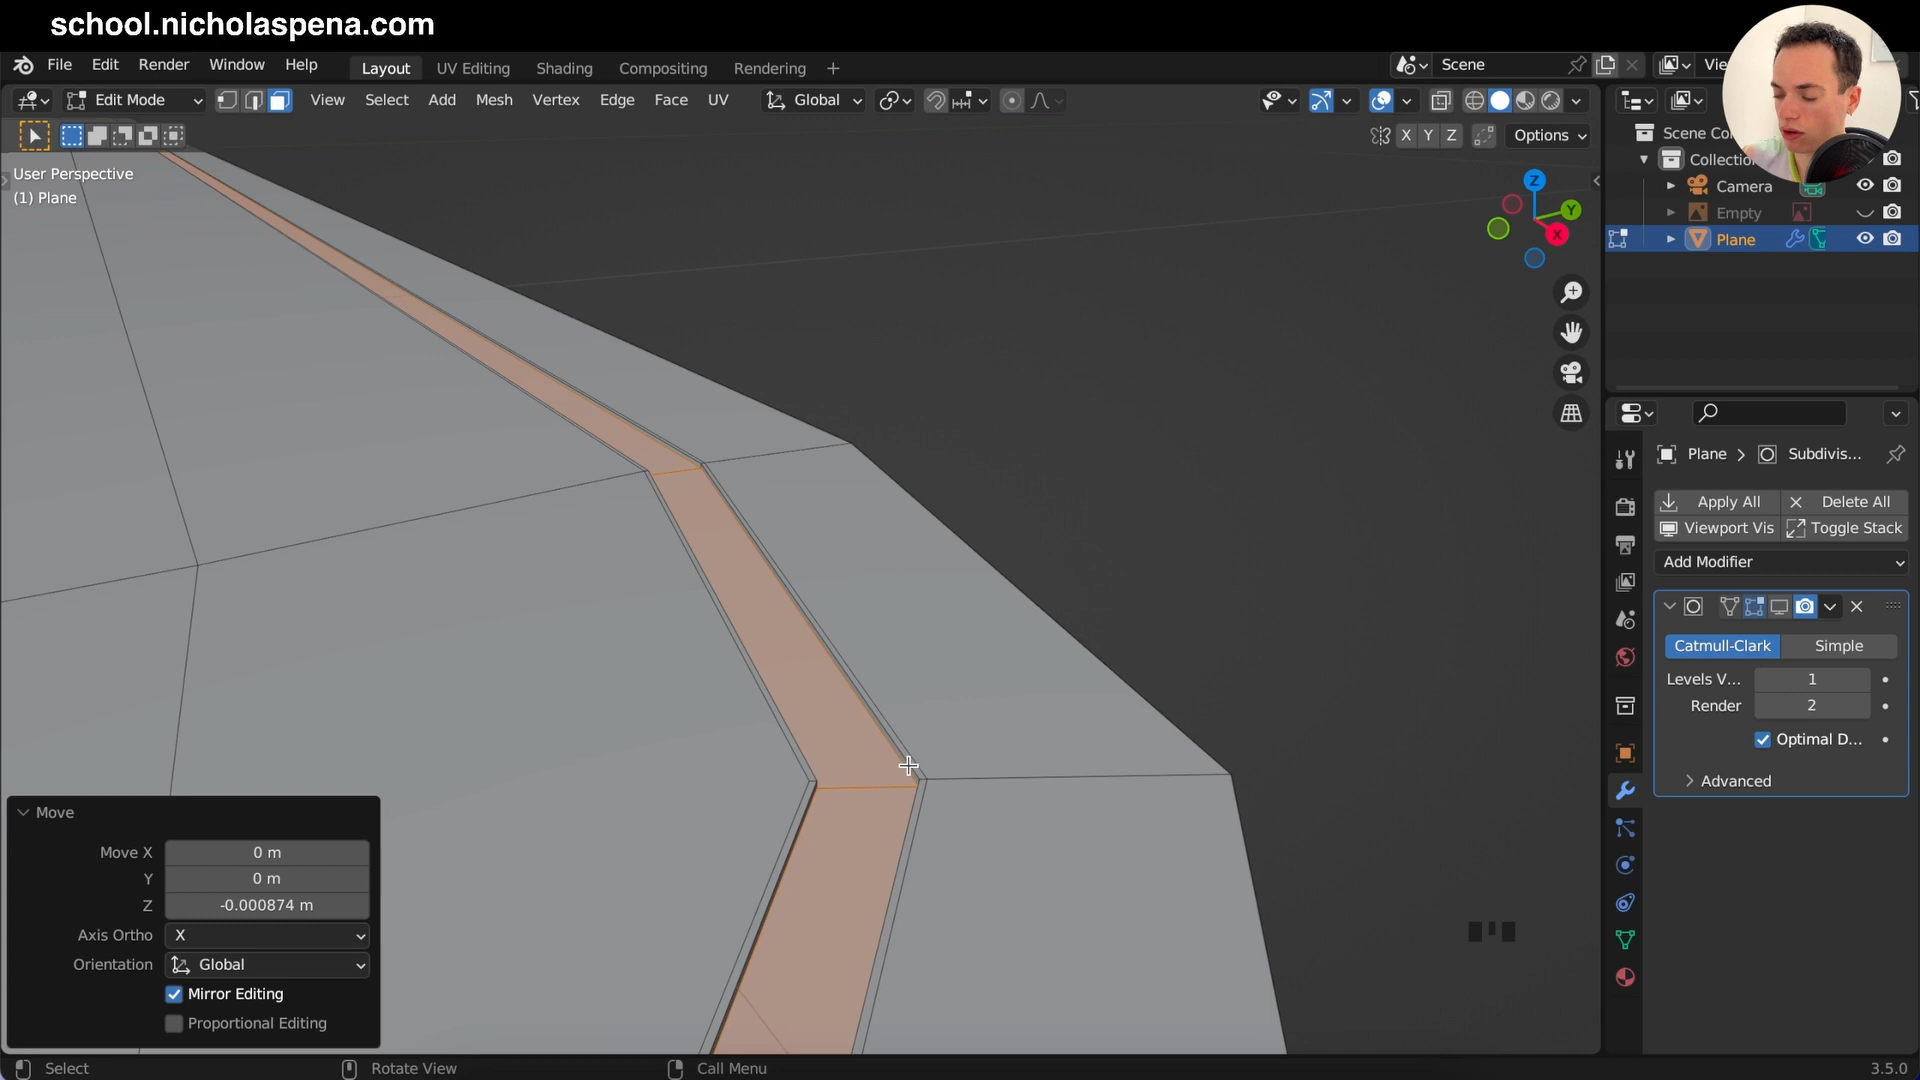 school.nicholaspena.com
File Edit Render Window Help Layout UV Editing Shading Compositing Rendering + Scene
Edit Mode View Select Add Mesh Vertex Edge Face UV Global
X Y Z Options
User Perspective
(1) Plane
Z
Y
X
Scene Co
Collectio
Camera
Empty
Plane
Plane > Subdivis...
Apply All Delete All
Viewport Vis Toggle Stack
Add Modifier
Catmull-Clark Simple
Levels V... 1
Render 2
Optimal D...
Advanced
Move
Move X 0 m
Y 0 m
Z -0.000874 m
Axis Ortho X
Orientation Global
Mirror Editing
Proportional Editing
Select Rotate View Call Menu 3.5.0